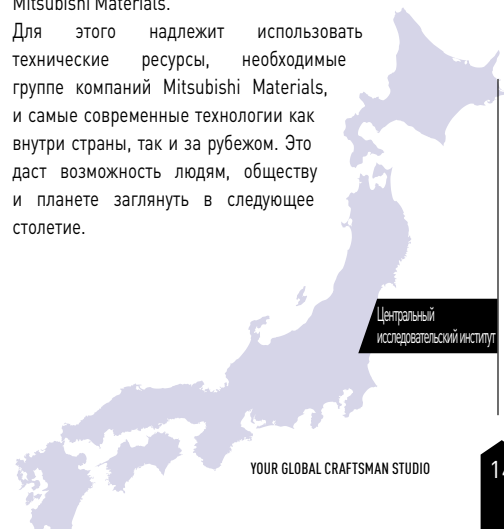 Mitsubishi Materials.
Для этого надлежит использовать
технические ресурсы, необходимые
группе компаний Mitsubishi Materials,
и самые современные технологии как
внутри страны, так и за рубежом. Это
даст возможность людям, обществу
и планете заглянуть в следующее
столетие.
Центральный
исследовательский институт
YOUR GLOBAL CRAFTSMAN STUDIO